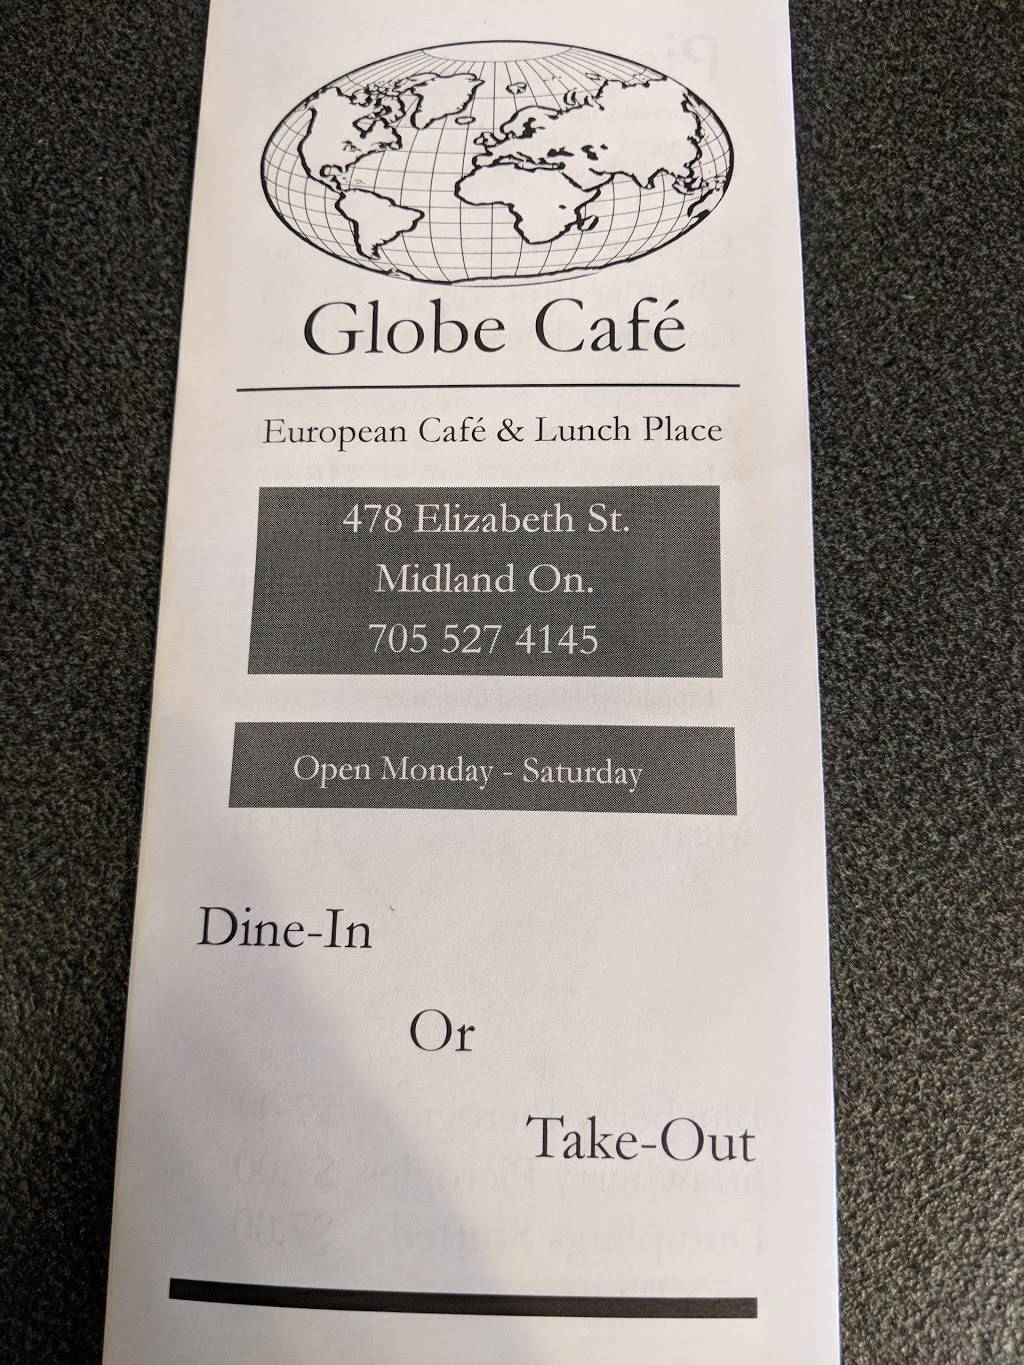 Globe Café
European Café & Lunch Place
478 Elizabeth St.
Midland On.
705 527 4145
Open Monday - Saturday
Dine-In
Or
Take-Out